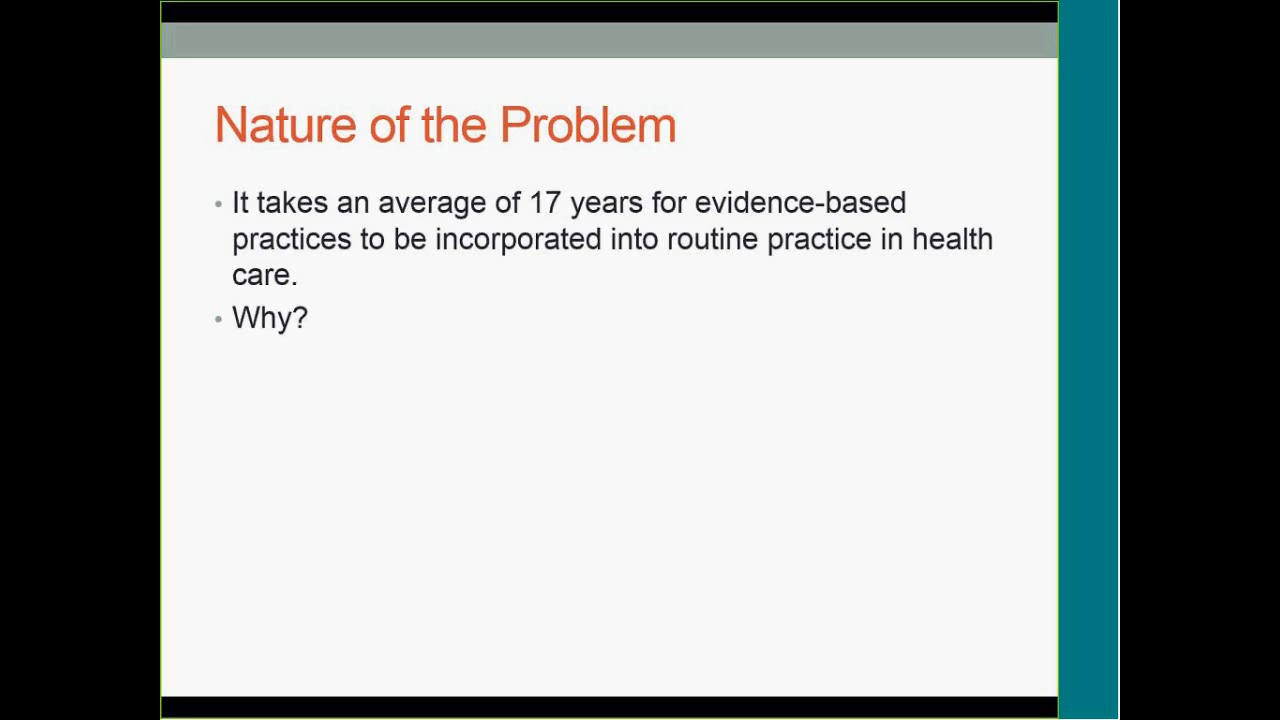 Nature of the Problem
• It takes an average of 17 years for evidence-based
practices to be incorporated into routine practice in health
care.
• Why?